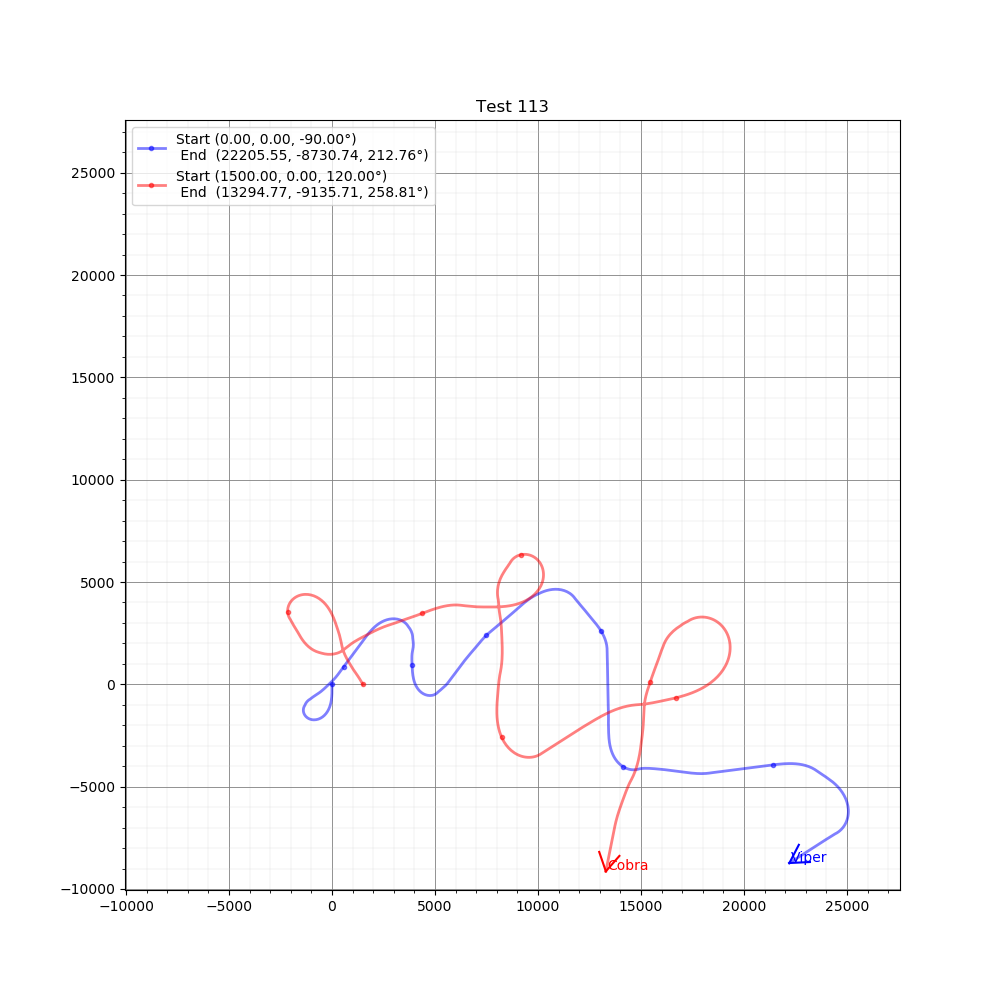 Test 113
Start (0.00, 0.00, -90.00°)
End (22205.55, -8730.74, 212.76°)
Start (1500.00, 0.00, 120.00°)
End (13294.77, -9135.71, 258.81°)
25000
20000
15000
10000
5000
0
−5000
−10000
Viper
Cobra
−10000 −5000 0 5000 10000 15000 20000 25000